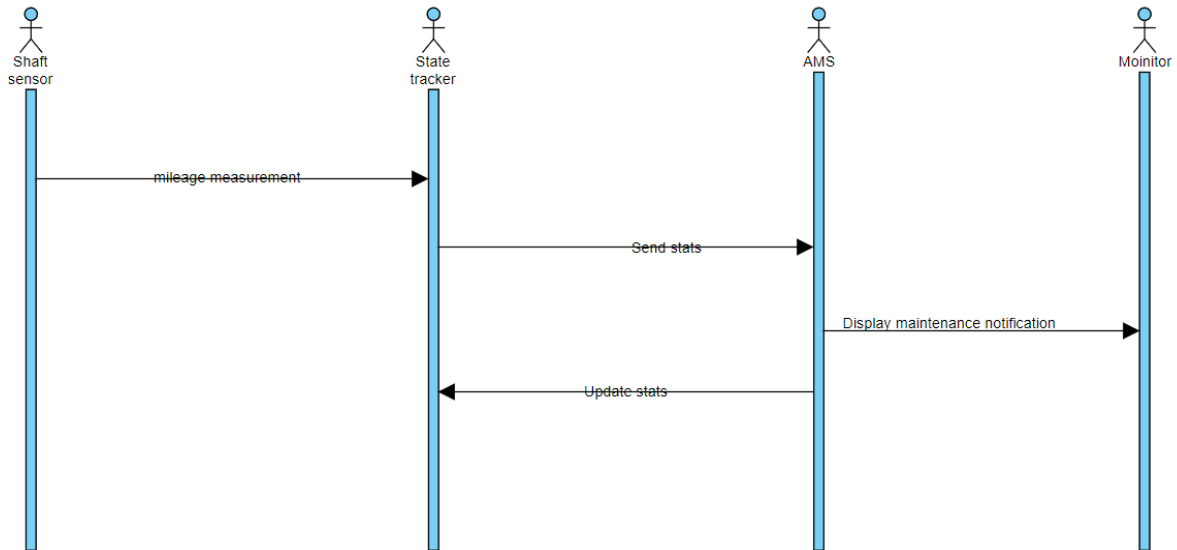 Shaft
sensor
State
tracker
AMS
Moinitor
mileage measurement
Send stats
Display maintenance notification
Update stats